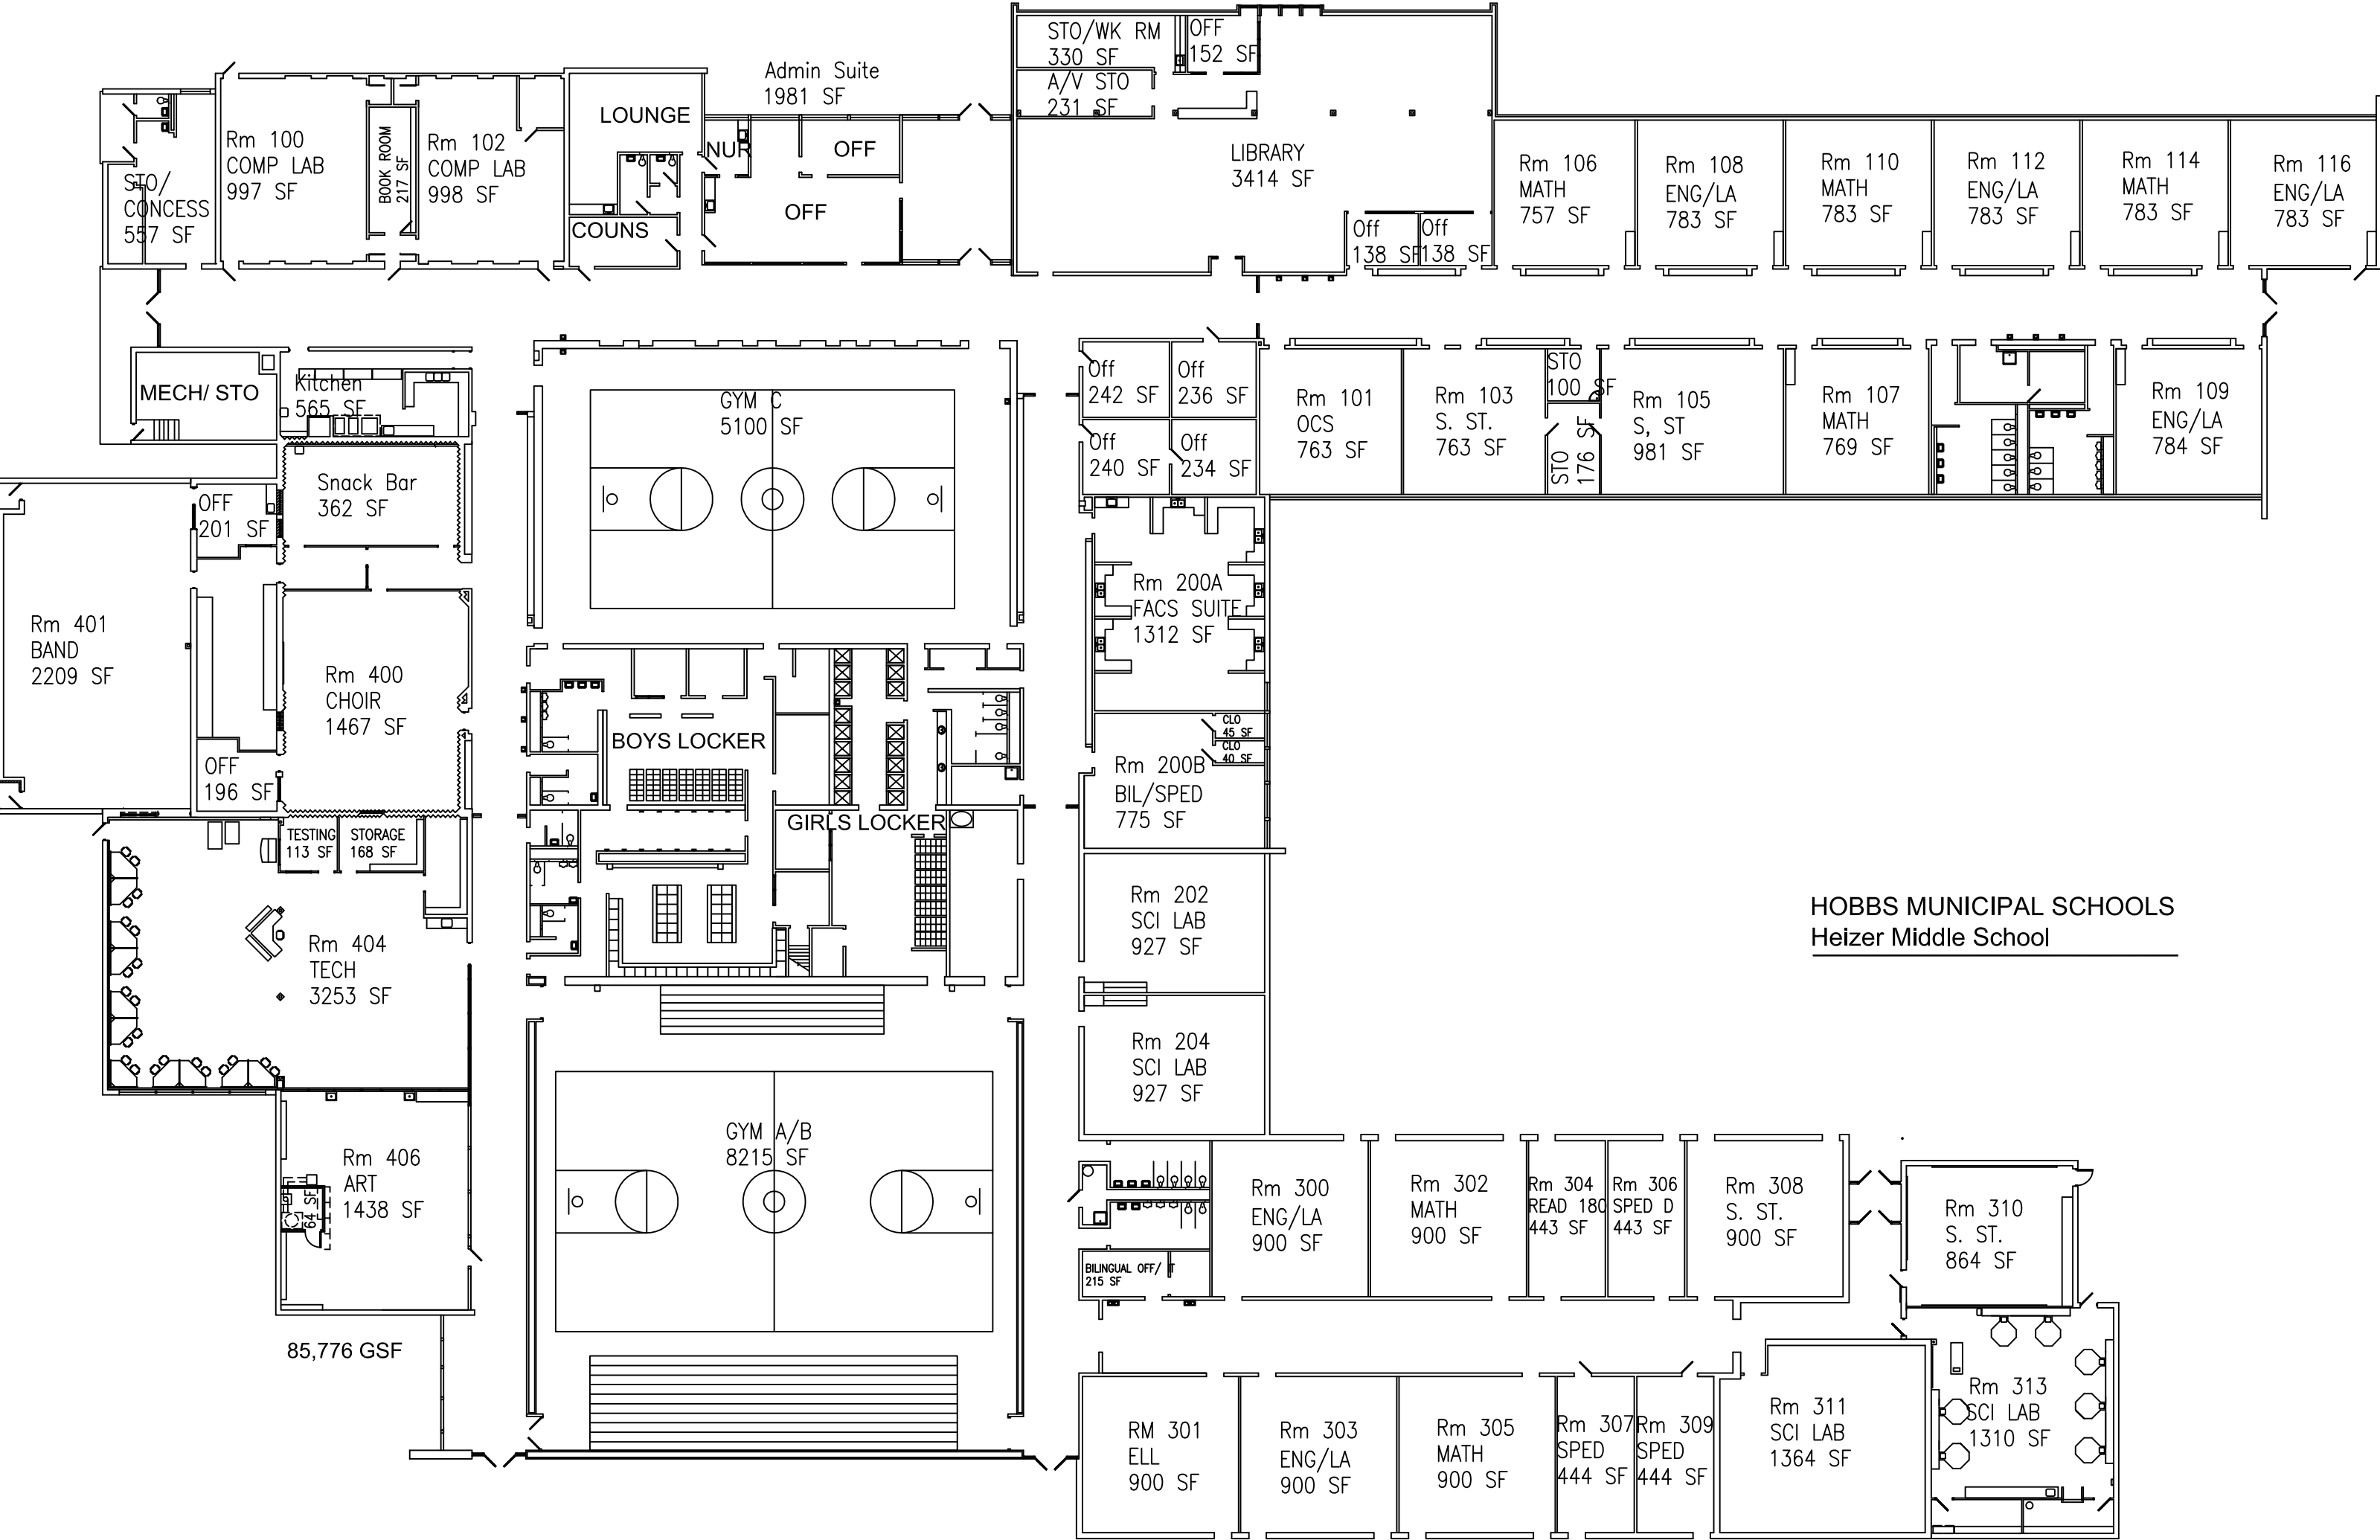 STO/WK RM
330 SF
OFF
152 SF
A/V STO
231 SF
Admin Suite
1981 SF
LOUNGE
NUR
OFF
OFF
COUNS
STO/
CONCESS
557 SF
Rm 100
COMP LAB
997 SF
BOOK ROOM
217 SF
Rm 102
COMP LAB
998 SF
LIBRARY
3414 SF
Off
138 SF
Off
138 SF
Rm 106
MATH
757 SF
Rm 108
ENG/LA
783 SF
Rm 110
MATH
783 SF
Rm 112
ENG/LA
783 SF
Rm 114
MATH
783 SF
Rm 116
ENG/LA
783 SF
MECH/ STO
Kitchen
565 SF
GYM C
5100 SF
Off
242 SF
Off
236 SF
Off
240 SF
Off
234 SF
Rm 101
OCS
763 SF
Rm 103
S. ST.
763 SF
STO
100 SF
STO
176 SF
Rm 105
S, ST
981 SF
Rm 107
MATH
769 SF
Rm 109
ENG/LA
784 SF
Snack Bar
362 SF
OFF
201 SF
Rm 401
BAND
2209 SF
Rm 400
CHOIR
1467 SF
OFF
196 SF
Rm 200A
FACS SUITE
1312 SF
BOYS LOCKER
GIRLS LOCKER
CLO
45 SF
CLO
40 SF
Rm 200B
BIL/SPED
775 SF
TESTING
113 SF
STORAGE
168 SF
Rm 404
TECH
3253 SF
Rm 202
SCI LAB
927 SF
Rm 204
SCI LAB
927 SF
HOBBS MUNICIPAL SCHOOLS
Heizer Middle School
GYM A/B
8215 SF
Rm 406
ART
1438 SF
64 SF
Rm 300
ENG/LA
900 SF
Rm 302
MATH
900 SF
Rm 304
READ 180
443 SF
Rm 306
SPED D
443 SF
Rm 308
S. ST.
900 SF
Rm 310
S. ST.
864 SF
BILINGUAL OFF/
215 SF
85,776 GSF
RM 301
ELL
900 SF
Rm 303
ENG/LA
900 SF
Rm 305
MATH
900 SF
Rm 307
SPED
444 SF
Rm 309
SPED
444 SF
Rm 311
SCI LAB
1364 SF
Rm 313
SCI LAB
1310 SF